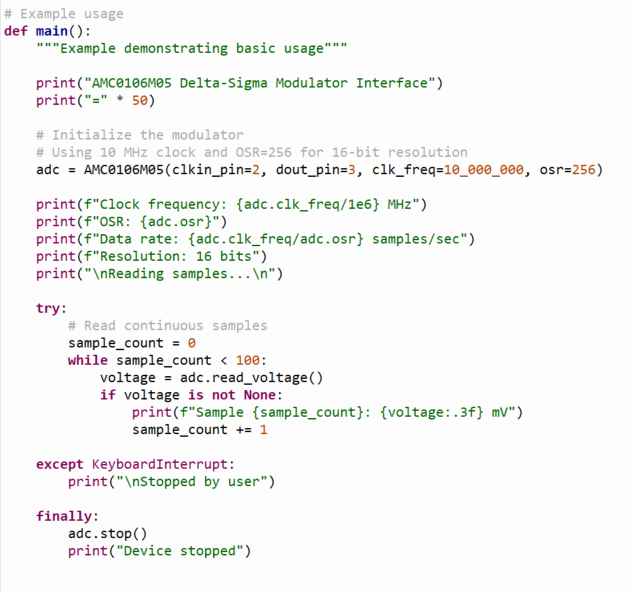 # Example usage
def main():
    """Example demonstrating basic usage"""

    print("AMC0106M05 Delta-Sigma Modulator Interface")
    print("=" * 50)

    # Initialize the modulator
    # Using 10 MHz clock and OSR=256 for 16-bit resolution
    adc = AMC0106M05(clkin_pin=2, dout_pin=3, clk_freq=10_000_000, osr=256)

    print(f"Clock frequency: {adc.clk_freq/1e6} MHz")
    print(f"OSR: {adc.osr}")
    print(f"Data rate: {adc.clk_freq/adc.osr} samples/sec")
    print(f"Resolution: 16 bits")
    print("\nReading samples...\n")

    try:
        # Read continuous samples
        sample_count = 0
        while sample_count < 100:
            voltage = adc.read_voltage()
            if voltage is not None:
                print(f"Sample {sample_count}: {voltage:.3f} mV")
                sample_count += 1

    except KeyboardInterrupt:
        print("\nStopped by user")

    finally:
        adc.stop()
        print("Device stopped")